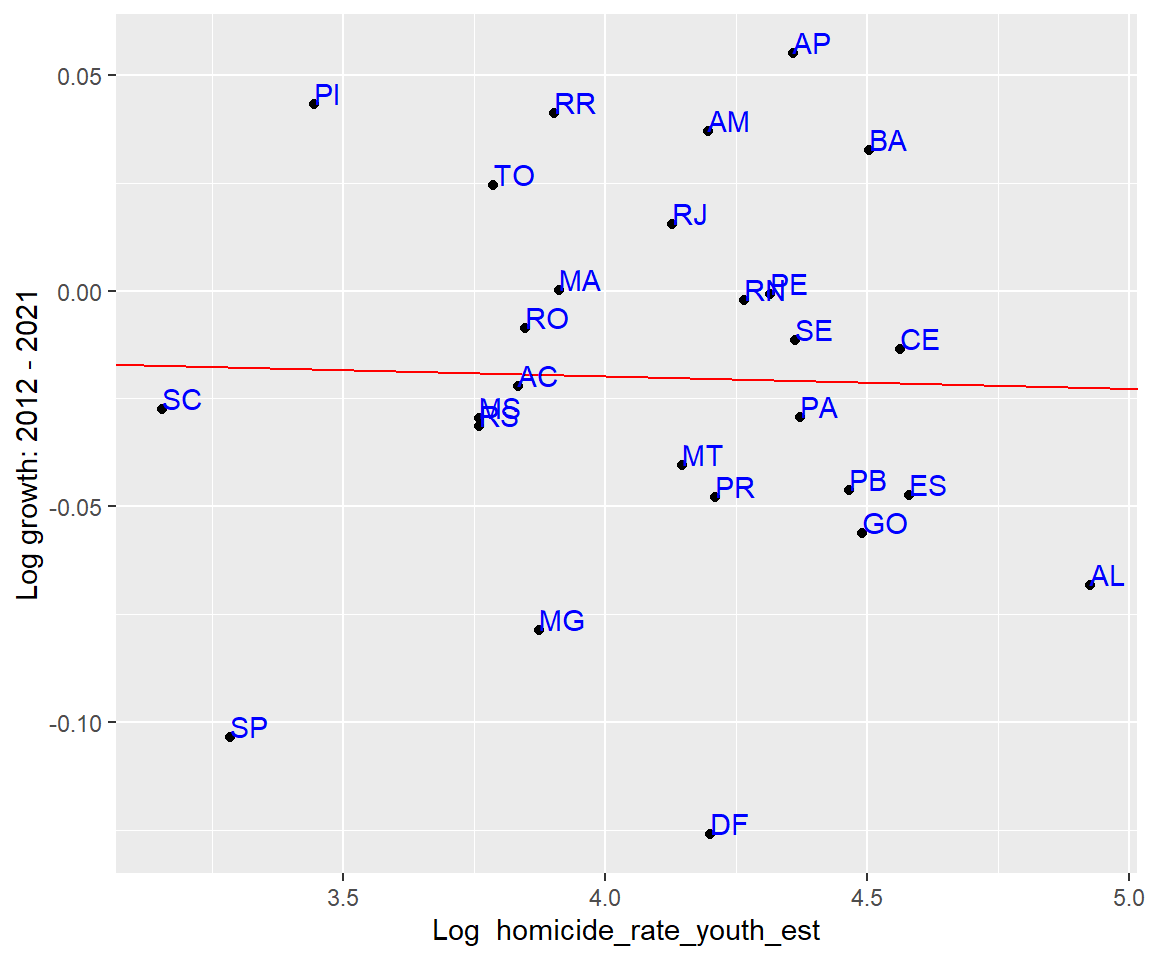 0.05
0.00
-0.05
-0.10
Log growth: 2012 - 2021
AP
PI
RR
AM
BA
TO
RJ
MA
RN
PE
RO
SE
CE
AC
SC
MS
RS
PA
MT
PR
PB
ES
GO
AL
MG
SP
DF
3.5
4.0
4.5
5.0
Log  homicide_rate_youth_est